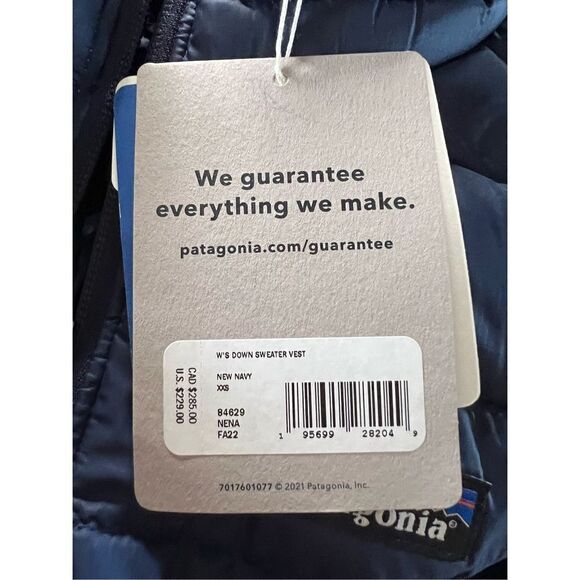 We guarantee
everything we make.
patagonia.com/guarantee
W'S DOWN SWEATER VEST
NEW NAVY
XXS
84629
NENA
FA22
CAD $285.00
U.S. $229.00
1 95699 28204 9
7017601077 © 2021 Patagonia, Inc.
gonia®